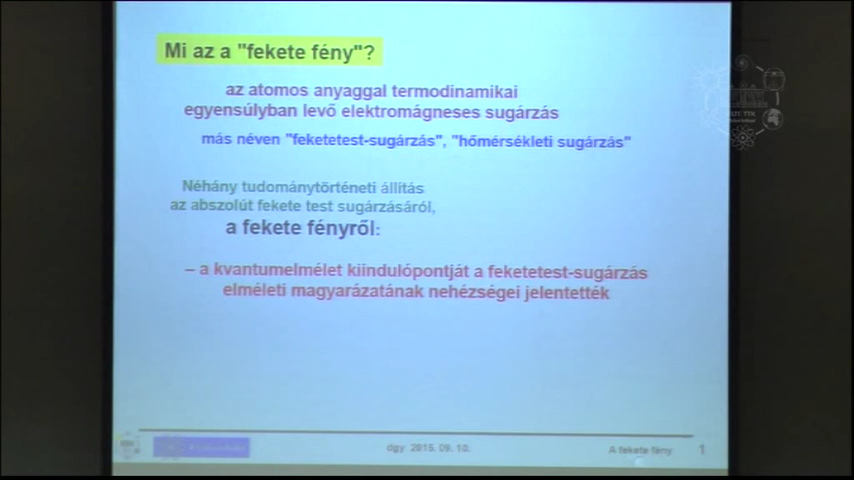 Mi az a "fekete fény"?
az atomos anyaggal termodinamikai
egyensúlyban levő elektromágneses sugárzás
más néven "feketetest-sugárzás", "hőmérsékleti sugárzás"
Néhány tudománytörténeti állítás
az abszolút fekete test sugárzásáról,
a fekete fényről:
– a kvantumelmélet kiindulópontját a feketetest-sugárzás
elméleti magyarázatának nehézségei jelentették
dgy 2015. 09. 10.
A fekete fény
1